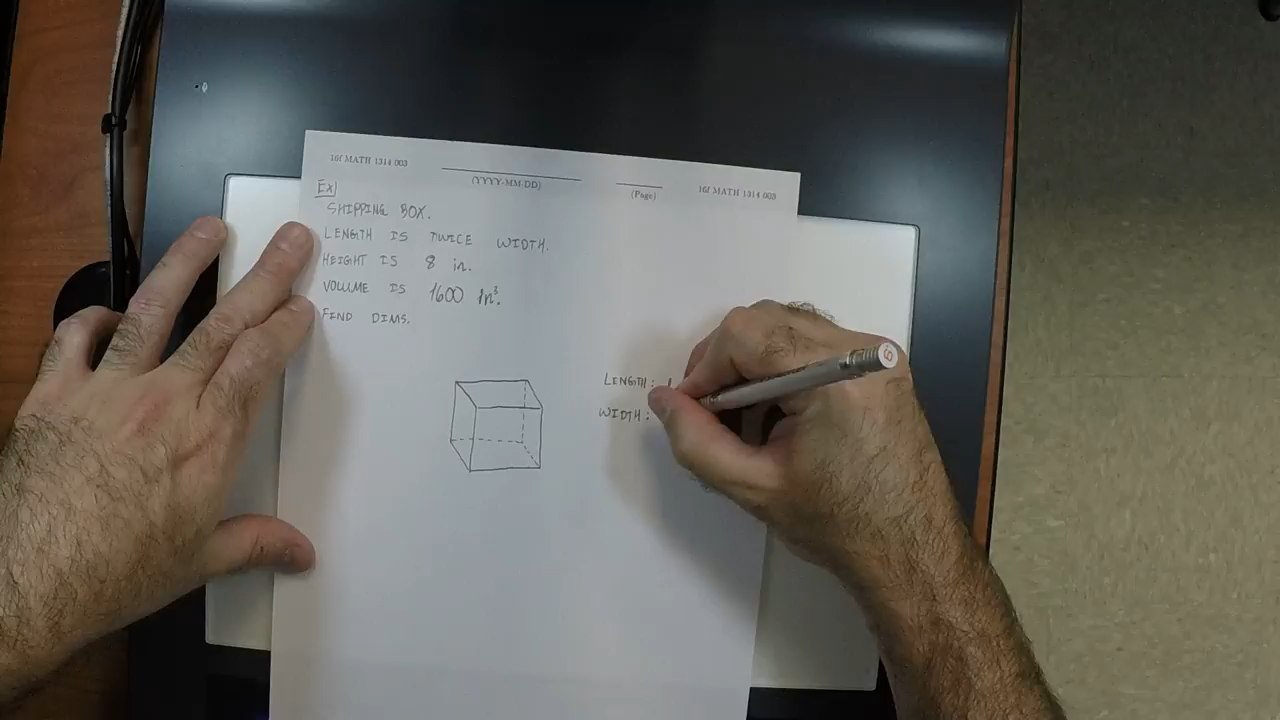 16f MATH 1314 003
(YYYY-MM-DD)
(Page)
16f MATH 1314 003
Ex)
SHIPPING BOX.
LENGTH IS TWICE WIDTH.
HEIGHT IS 8 in.
VOLUME IS 1600 in³.
FIND DIMS.
LENGTH:
WIDTH: